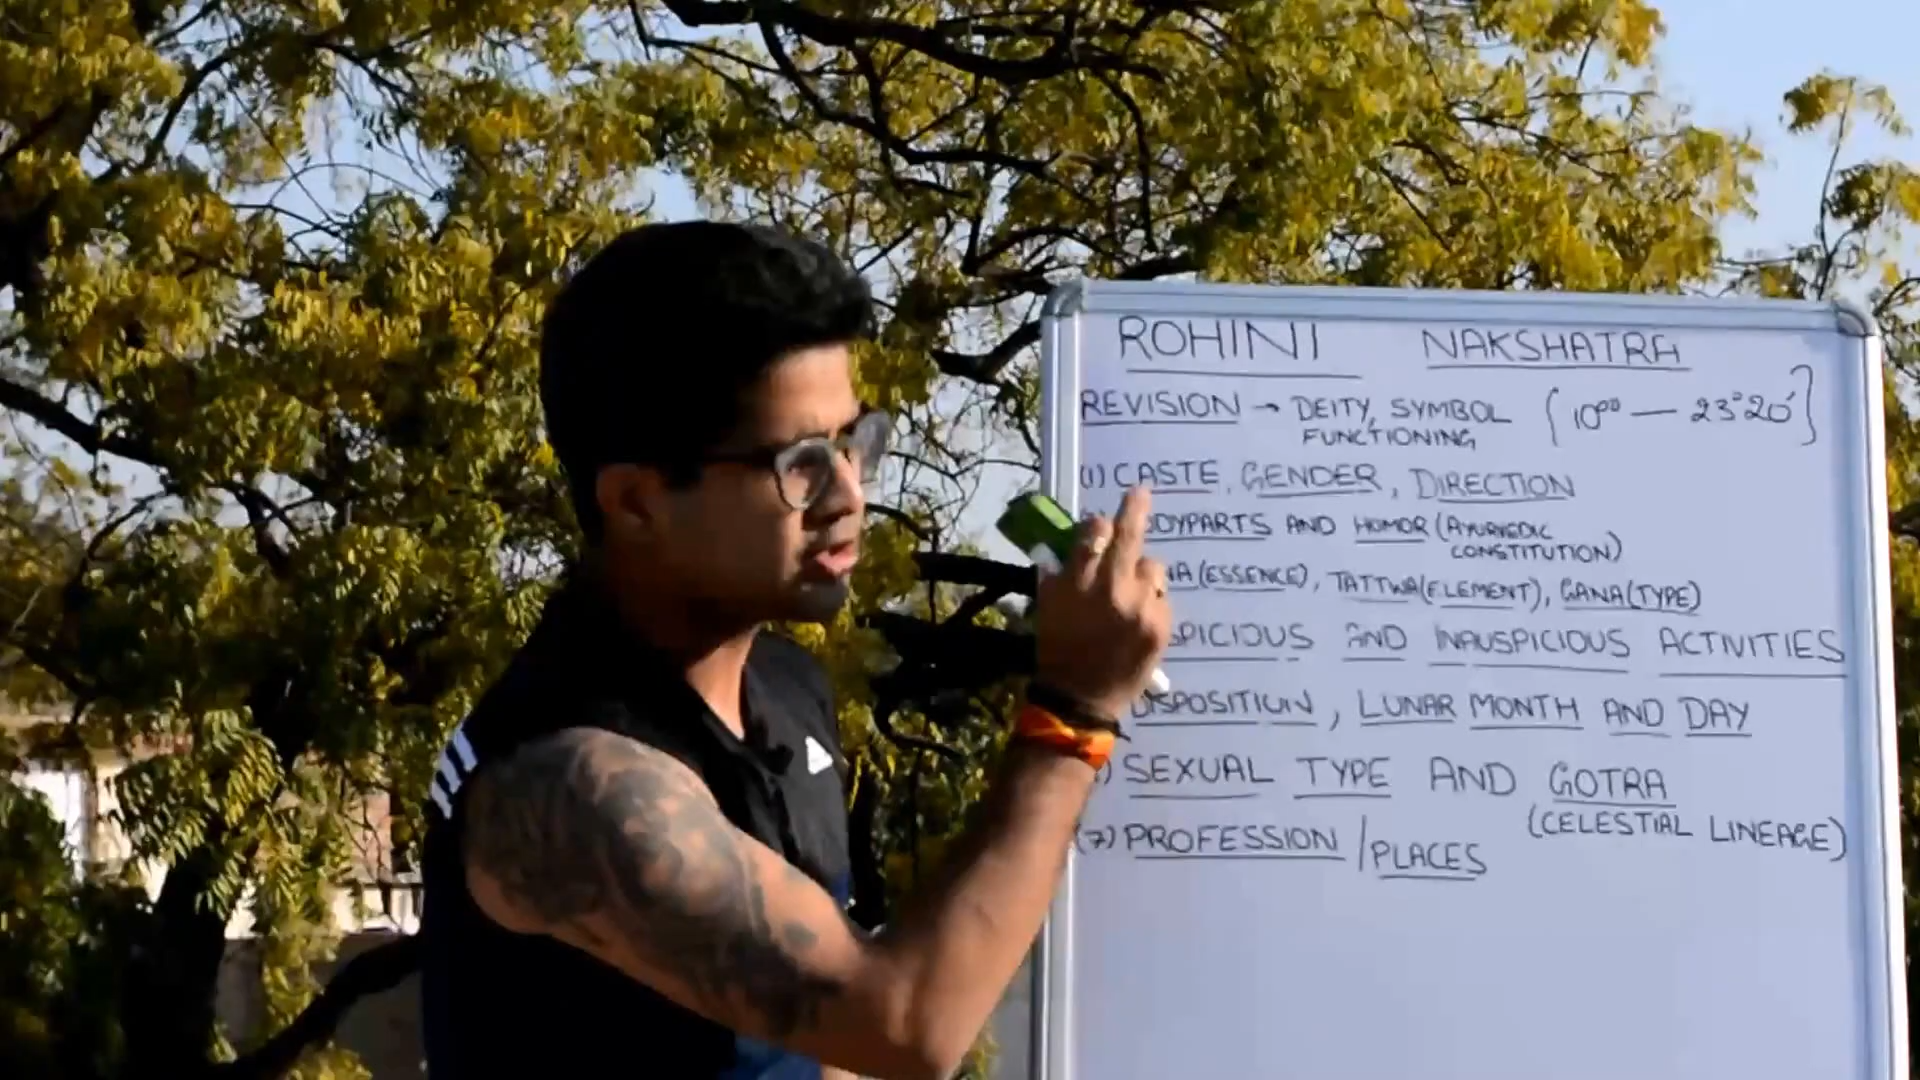 ROHINI NAKSHATRA
REVISION → DEITY, SYMBOL [10°00 — 23°20']
FUNCTIONING
(1) CASTE, GENDER, DIRECTION
AND HUMOR (AYURVEDIC
CONSTITUTION)
(ESSENCE), TATTWA (ELEMENT), GANA (TYPE)
AND INAUSPICIOUS ACTIVITIES
DISPOSITION, LUNAR MONTH AND DAY
) SEXUAL TYPE AND GOTRA
(CELESTIAL LINEAGE)
(7) PROFESSION / PLACES